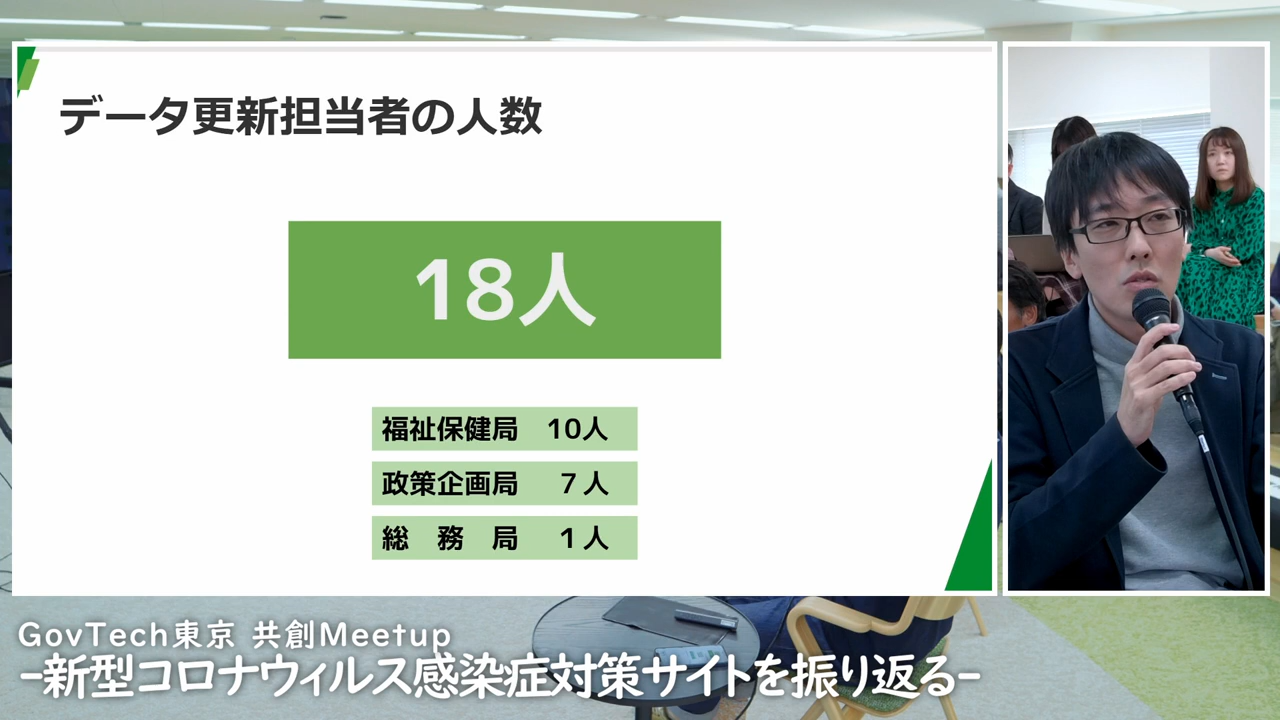 データ更新担当者の人数
18人
福祉保健局 10人
政策企画局 7人
総 務 局 1人
GovTech東京 共創Meetup
-新型コロナウィルス感染症対策サイトを振り返る-